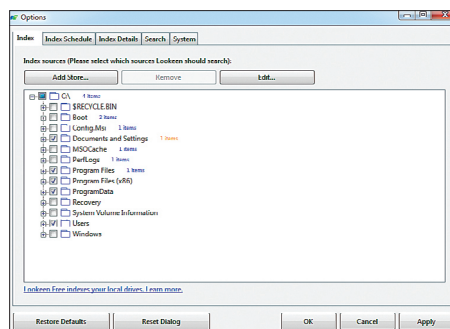 Options
Index Index Schedule Index Details Search System
Index sources (Please select which sources Lookeen should search):
Add Store... Remove Edit...
C:\ 4 Items
$RECYCLE.BIN
Boot 2 Items
Config.Msi 1 Items
Documents and Settings 1 Items
MSOCache 1 Items
PerfLogs 1 Items
Program Files 1 Items
Program Files (x86)
ProgramData
Recovery
System Volume Information
Users
Windows
Lookeen Free indexes your local drives. Learn more.
Restore Defaults Reset Dialog OK Cancel Apply